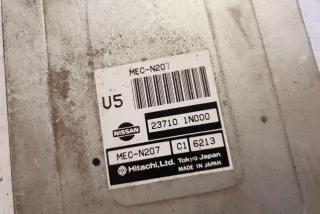 MEC-N207
U5
NISSAN
23710 1N000
MEC-N207 C1 6213
Hitachi, Ltd. Tokyo Japan
MADE IN JAPAN